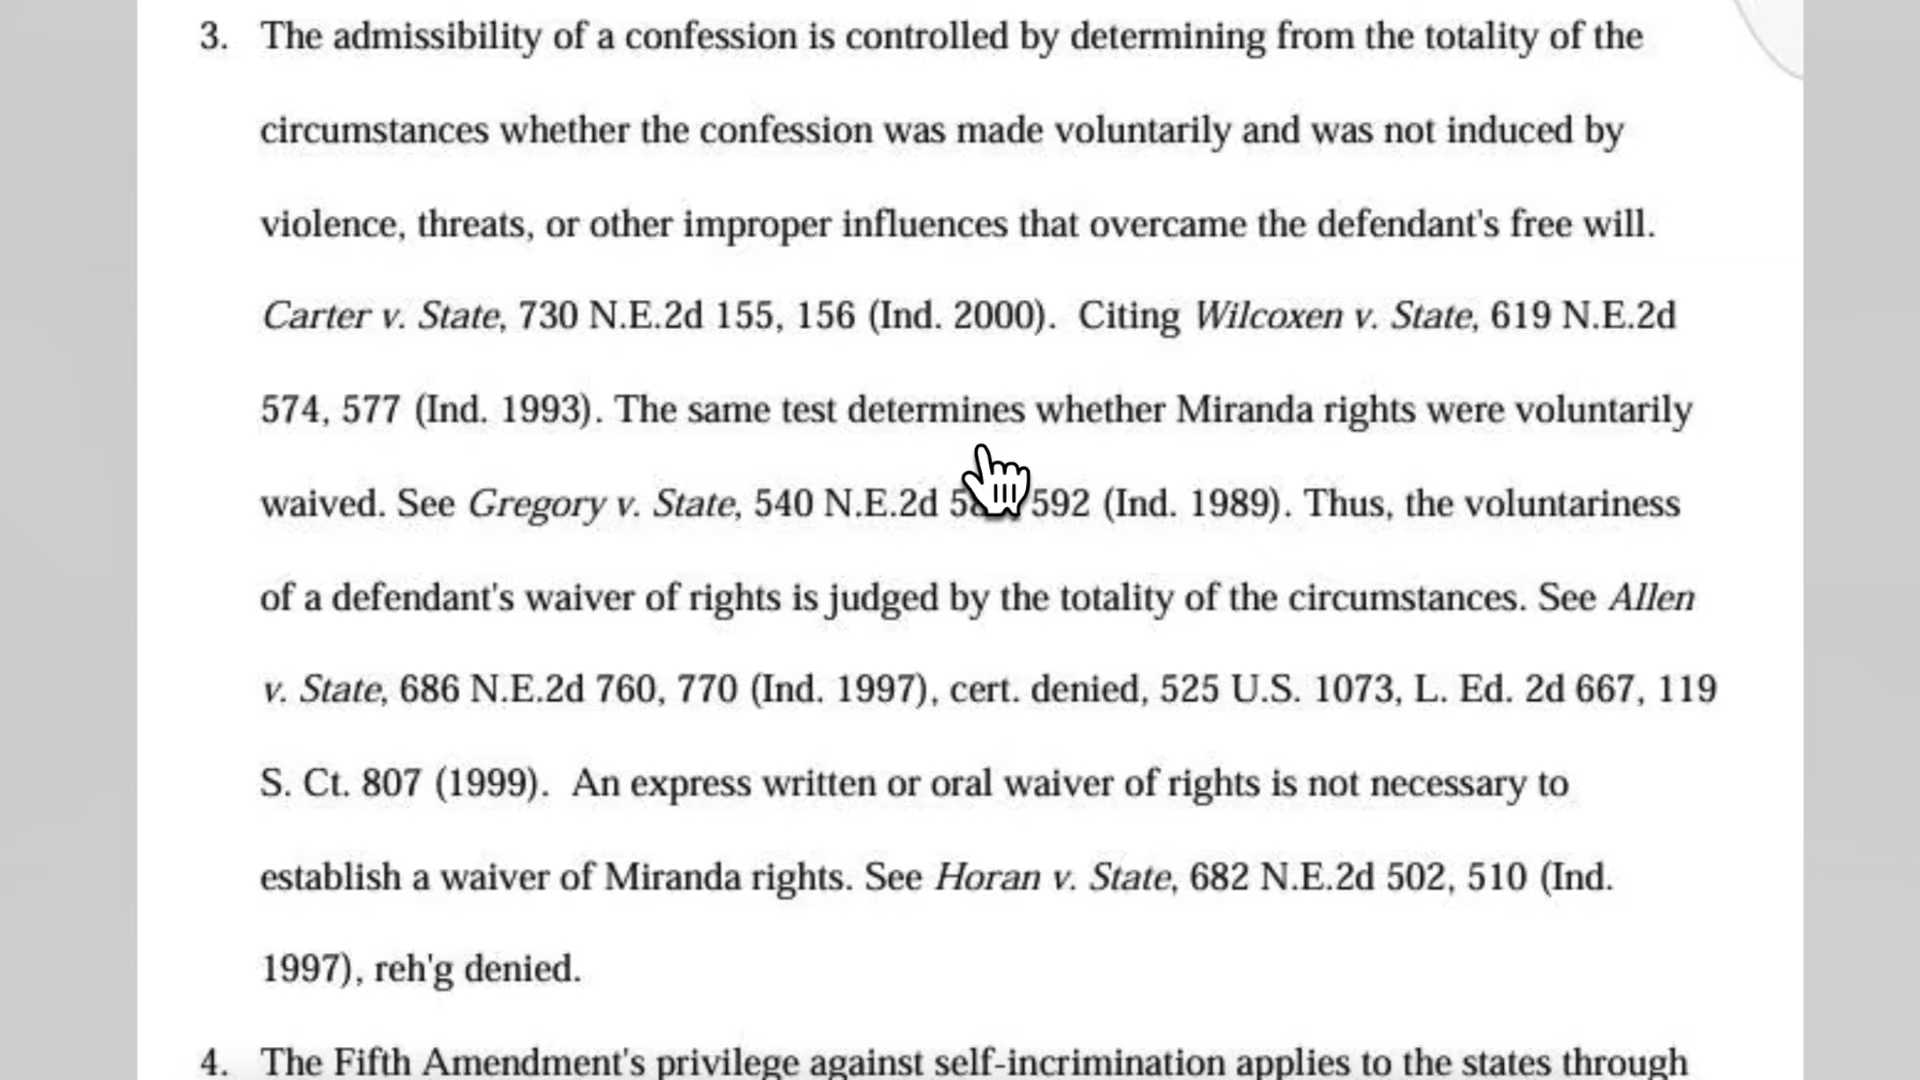 3. The admissibility of a confession is controlled by determining from the totality of the
circumstances whether the confession was made voluntarily and was not induced by
violence, threats, or other improper influences that overcame the defendant's free will.
Carter v. State, 730 N.E.2d 155, 156 (Ind. 2000). Citing Wilcoxen v. State, 619 N.E.2d
574, 577 (Ind. 1993). The same test determines whether Miranda rights were voluntarily
waived. See Gregory v. State, 540 N.E.2d 592 (Ind. 1989). Thus, the voluntariness
of a defendant's waiver of rights is judged by the totality of the circumstances. See Allen
v. State, 686 N.E.2d 760, 770 (Ind. 1997), cert. denied, 525 U.S. 1073, L. Ed. 2d 667, 119
S. Ct. 807 (1999). An express written or oral waiver of rights is not necessary to
establish a waiver of Miranda rights. See Horan v. State, 682 N.E.2d 502, 510 (Ind.
1997), reh'g denied.
4. The Fifth Amendment's privilege against self-incrimination applies to the states through